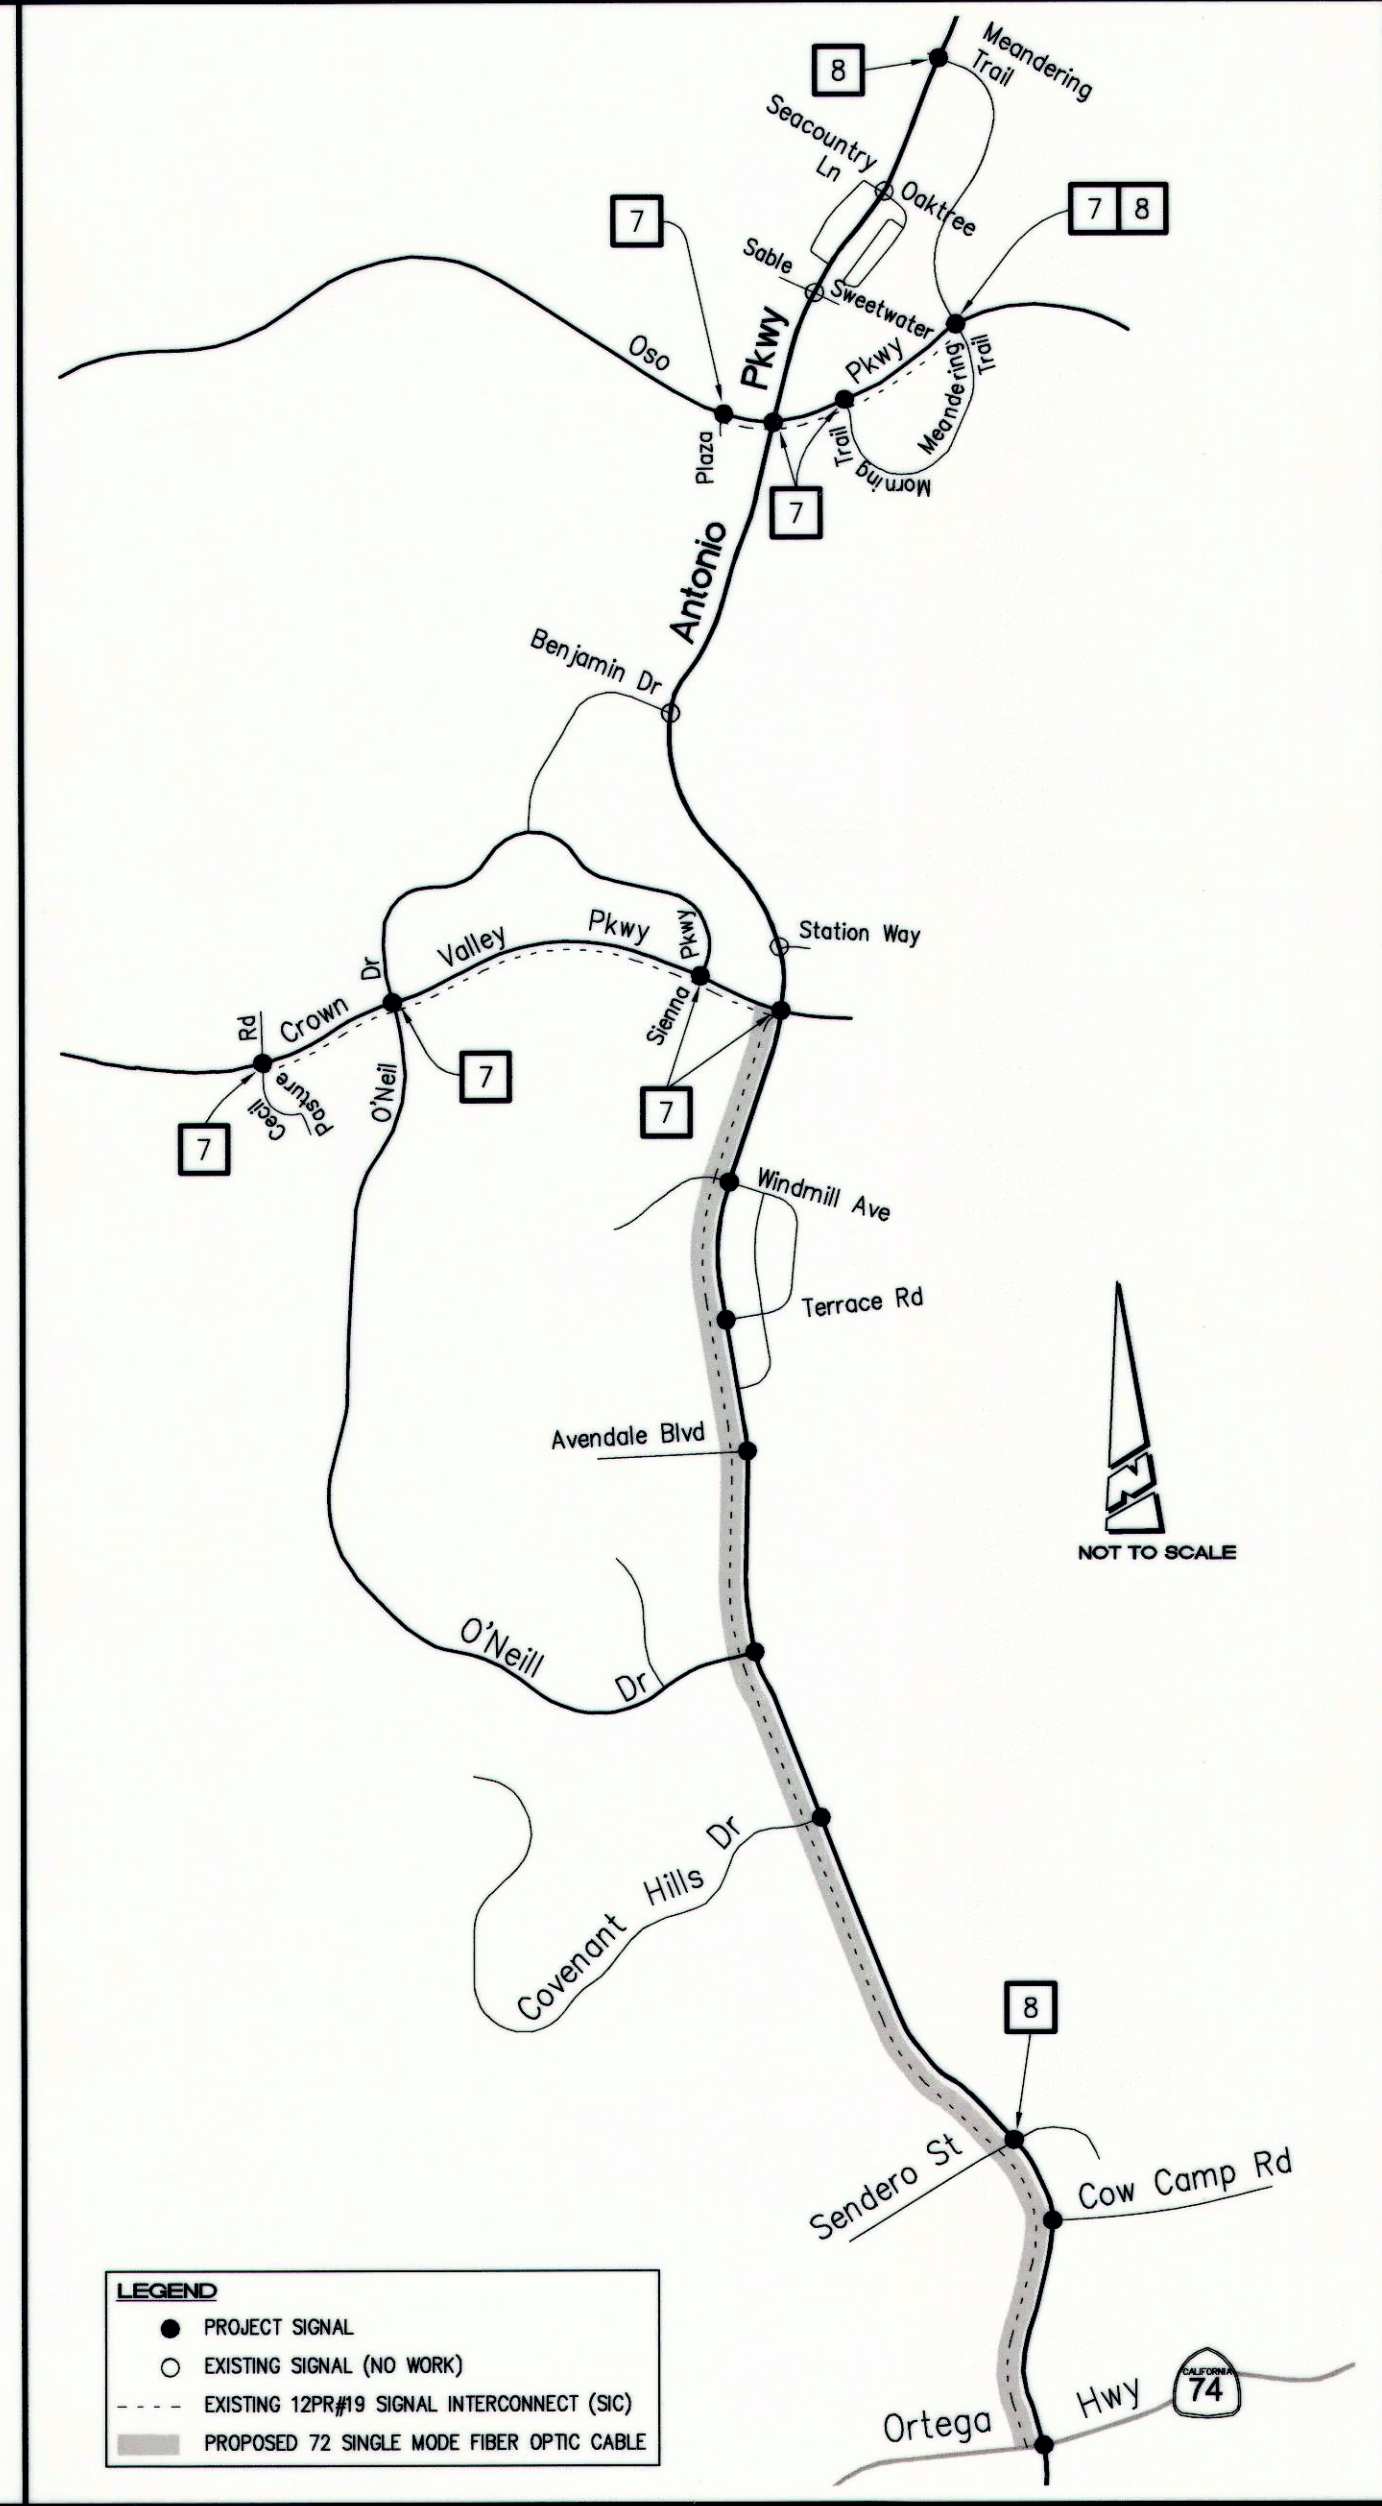 Meandering
Trail
8
Seacountry
Ln
Oaktree
7
7 8
Sable
Sweetwater
Oso
Pkwy
Pkwy
Meandering
Trail
Plaza
Trail
Morning
7
Antonio
Benjamin Dr
Station Way
Pkwy
Sienna
Crown
Valley
Pkwy
Dr
O'Neil
Rd
Pasture
Cecil
7
7
7
Windmill Ave
Terrace Rd
Avendale Blvd
NOT TO SCALE
O'Neill
Dr
Covenant Hills Dr
8
Sendero St
Cow Camp Rd
Ortega Hwy
CALIFORNIA
74
LEGEND
PROJECT SIGNAL
EXISTING SIGNAL (NO WORK)
EXISTING 12PR#19 SIGNAL INTERCONNECT (SIC)
PROPOSED 72 SINGLE MODE FIBER OPTIC CABLE
N